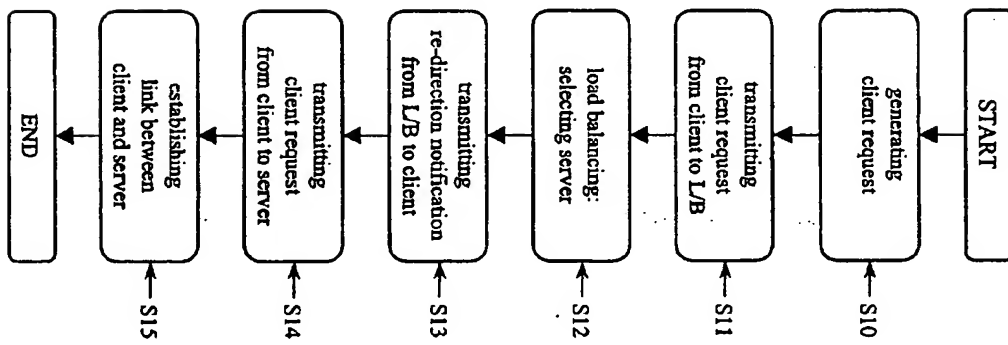 START
generating
client request
S10
transmitting
client request
from client to L/B
S11
load balancing:
selecting server
S12
transmitting
re-direction notification
from L/B to client
S13
transmitting
client request
from client to server
S14
establishing
link between
client and server
S15
END